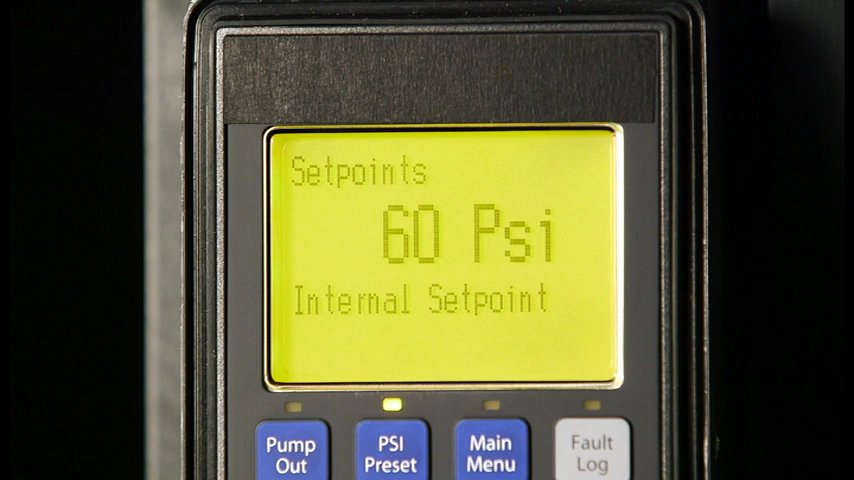 Setpoints
60 Psi
Internal Setpoint
Pump Out
PSI Preset
Main Menu
Fault Log